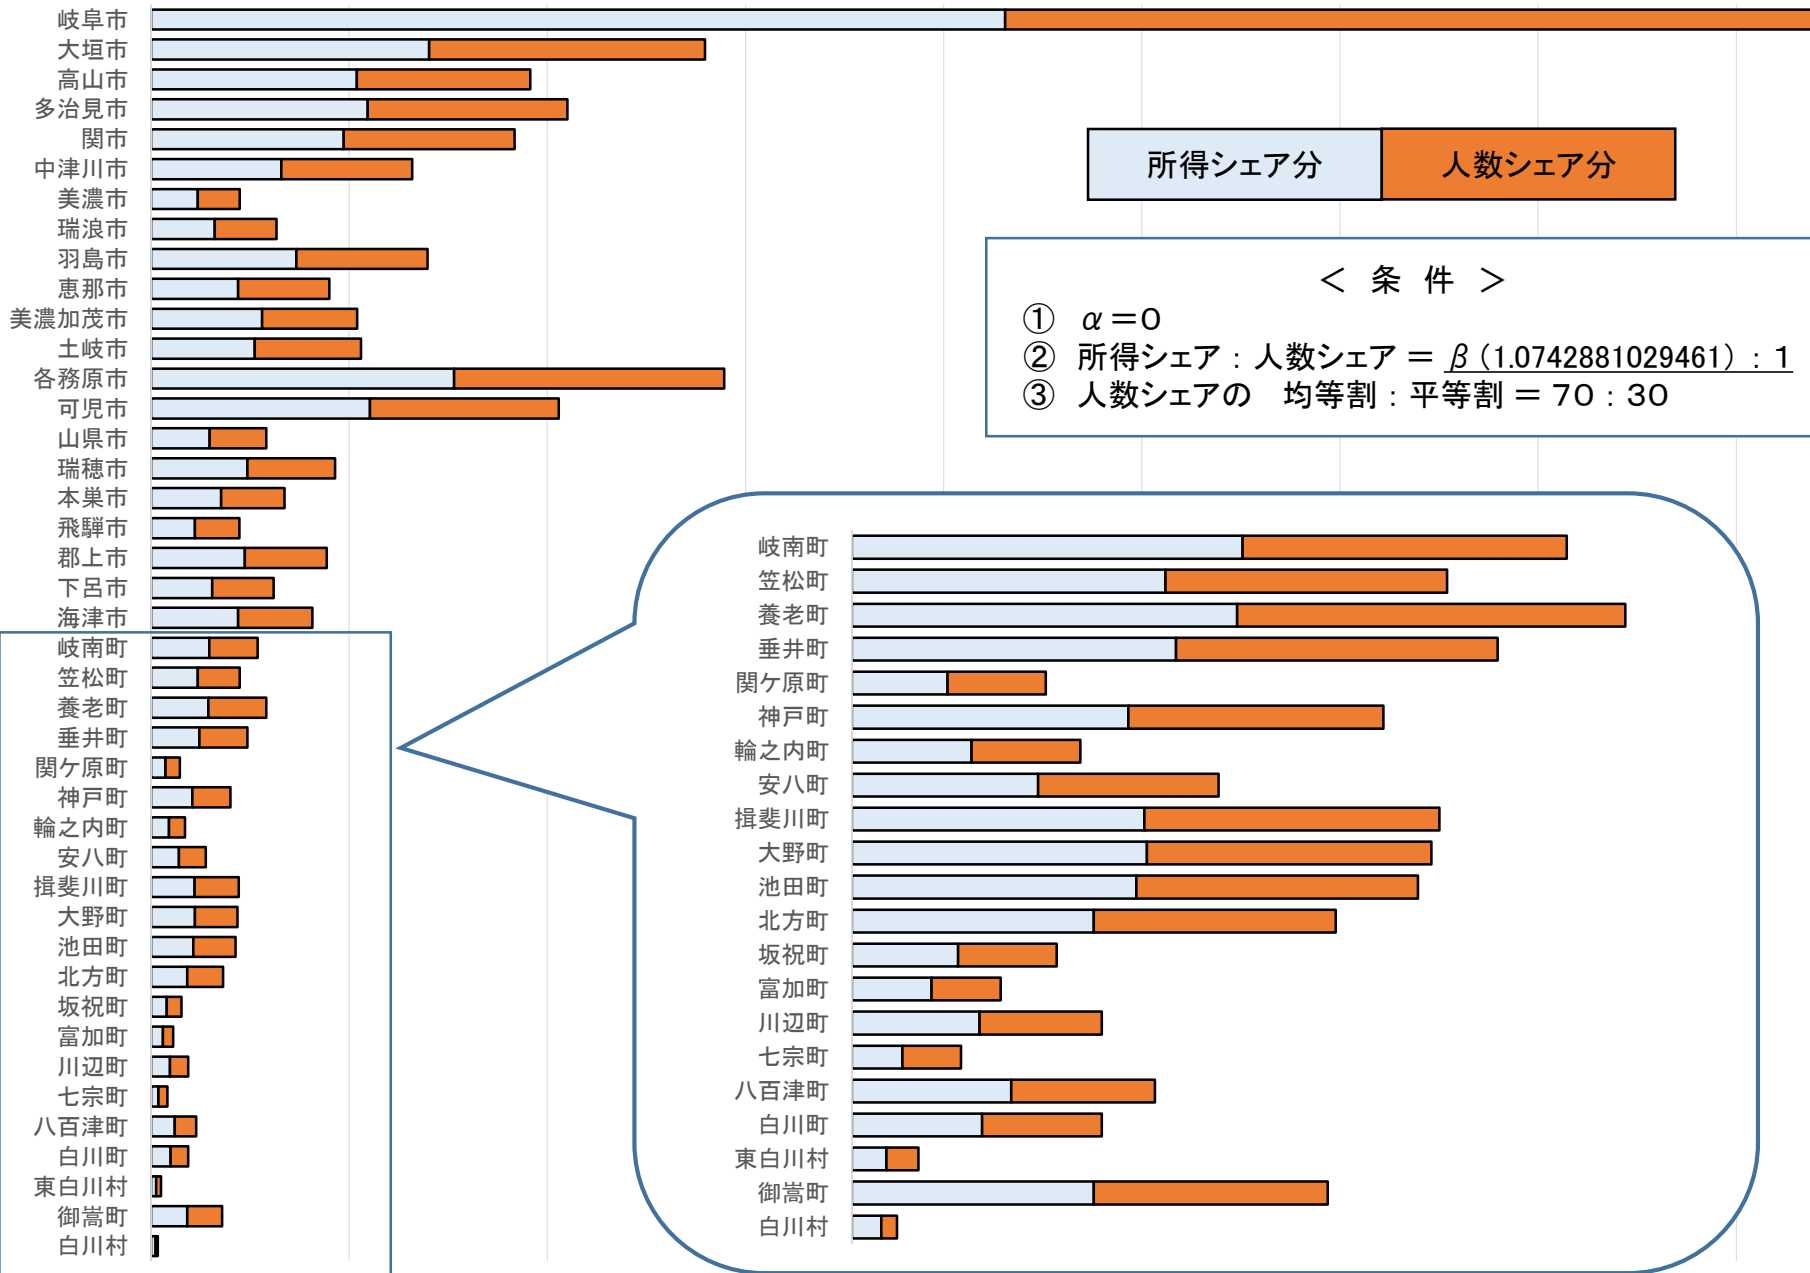 岐阜市
大垣市
高山市
多治見市
関市
中津川市
美濃市
瑞浪市
羽島市
恵那市
美濃加茂市
土岐市
各務原市
可児市
山県市
瑞穂市
本巣市
飛騨市
郡上市
下呂市
海津市
岐南町
笠松町
養老町
垂井町
関ケ原町
神戸町
輪之内町
安八町
揖斐川町
大野町
池田町
北方町
坂祝町
富加町
川辺町
七宗町
八百津町
白川町
東白川村
御嵩町
白川村
所得シェア分 人数シェア分
＜ 条 件 ＞
① α＝0
② 所得シェア：人数シェア＝ β（1.0742881029461）：1
③ 人数シェアの 均等割：平等割＝70：30
岐南町
笠松町
養老町
垂井町
関ケ原町
神戸町
輪之内町
安八町
揖斐川町
大野町
池田町
北方町
坂祝町
富加町
川辺町
七宗町
八百津町
白川町
東白川村
御嵩町
白川村